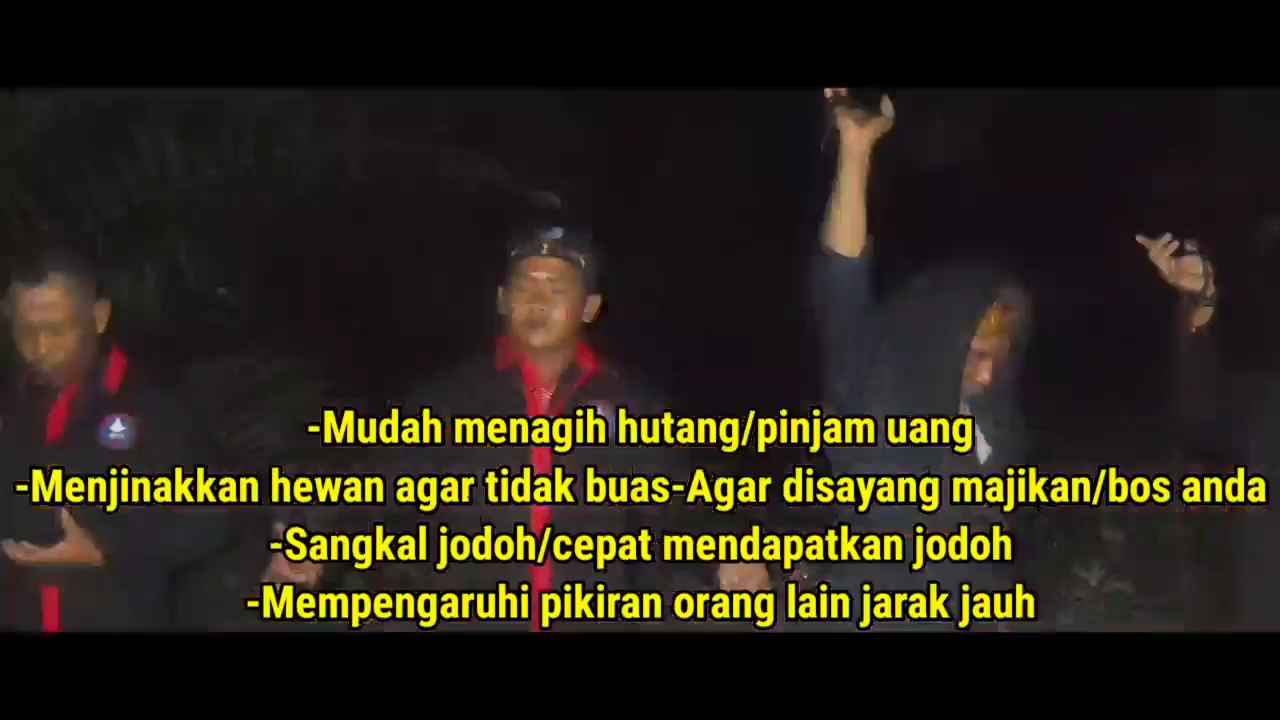 -Mudah menagih hutang/pinjam uang
-Menjinakkan hewan agar tidak buas-Agar disayang majikan/bos anda
-Sangkal jodoh/cepat mendapatkan jodoh
-Mempengaruhi pikiran orang lain jarak jauh